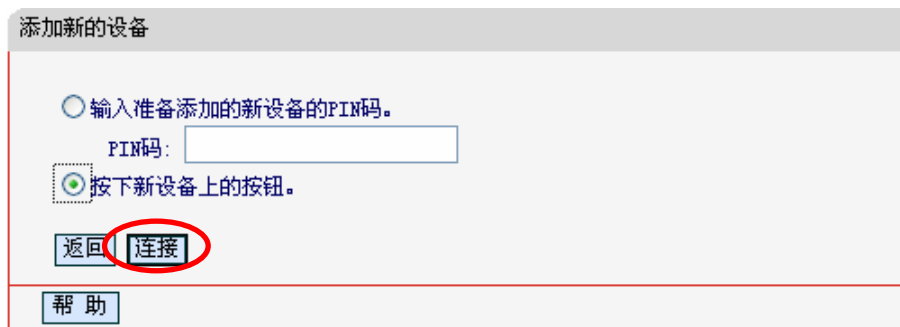 添加新的设备
输入准备添加的新设备的PIN码。
PIN码:
按下新设备上的按钮。
返回 连接
帮 助